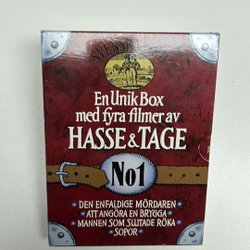 SVENSK
En Unik Box
med fyra filmer av
HASSE & TAGE
No1
• DEN ENFALDIGE MÖRDAREN
• ATT ANGÖRA EN BRYGGA •
MANNEN SOM SLUTADE RÖKA
• SOPOR •